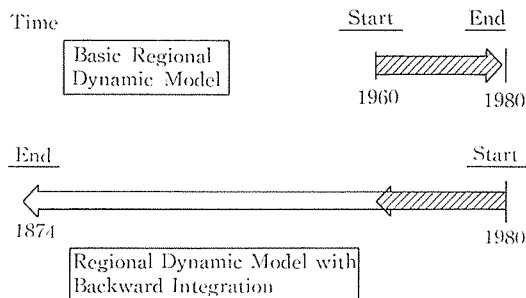 Time
Start End
Basic Regional
Dynamic Model
1960 1980
End Start
1874 1980
Regional Dynamic Model with
Backward Integration